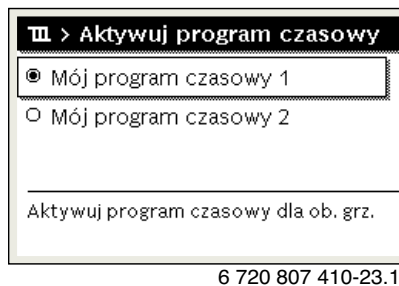 > Aktywuj program czasowy
Mój program czasowy 1
Mój program czasowy 2
Aktywuj program czasowy dla ob. grz.
6 720 807 410-23.1